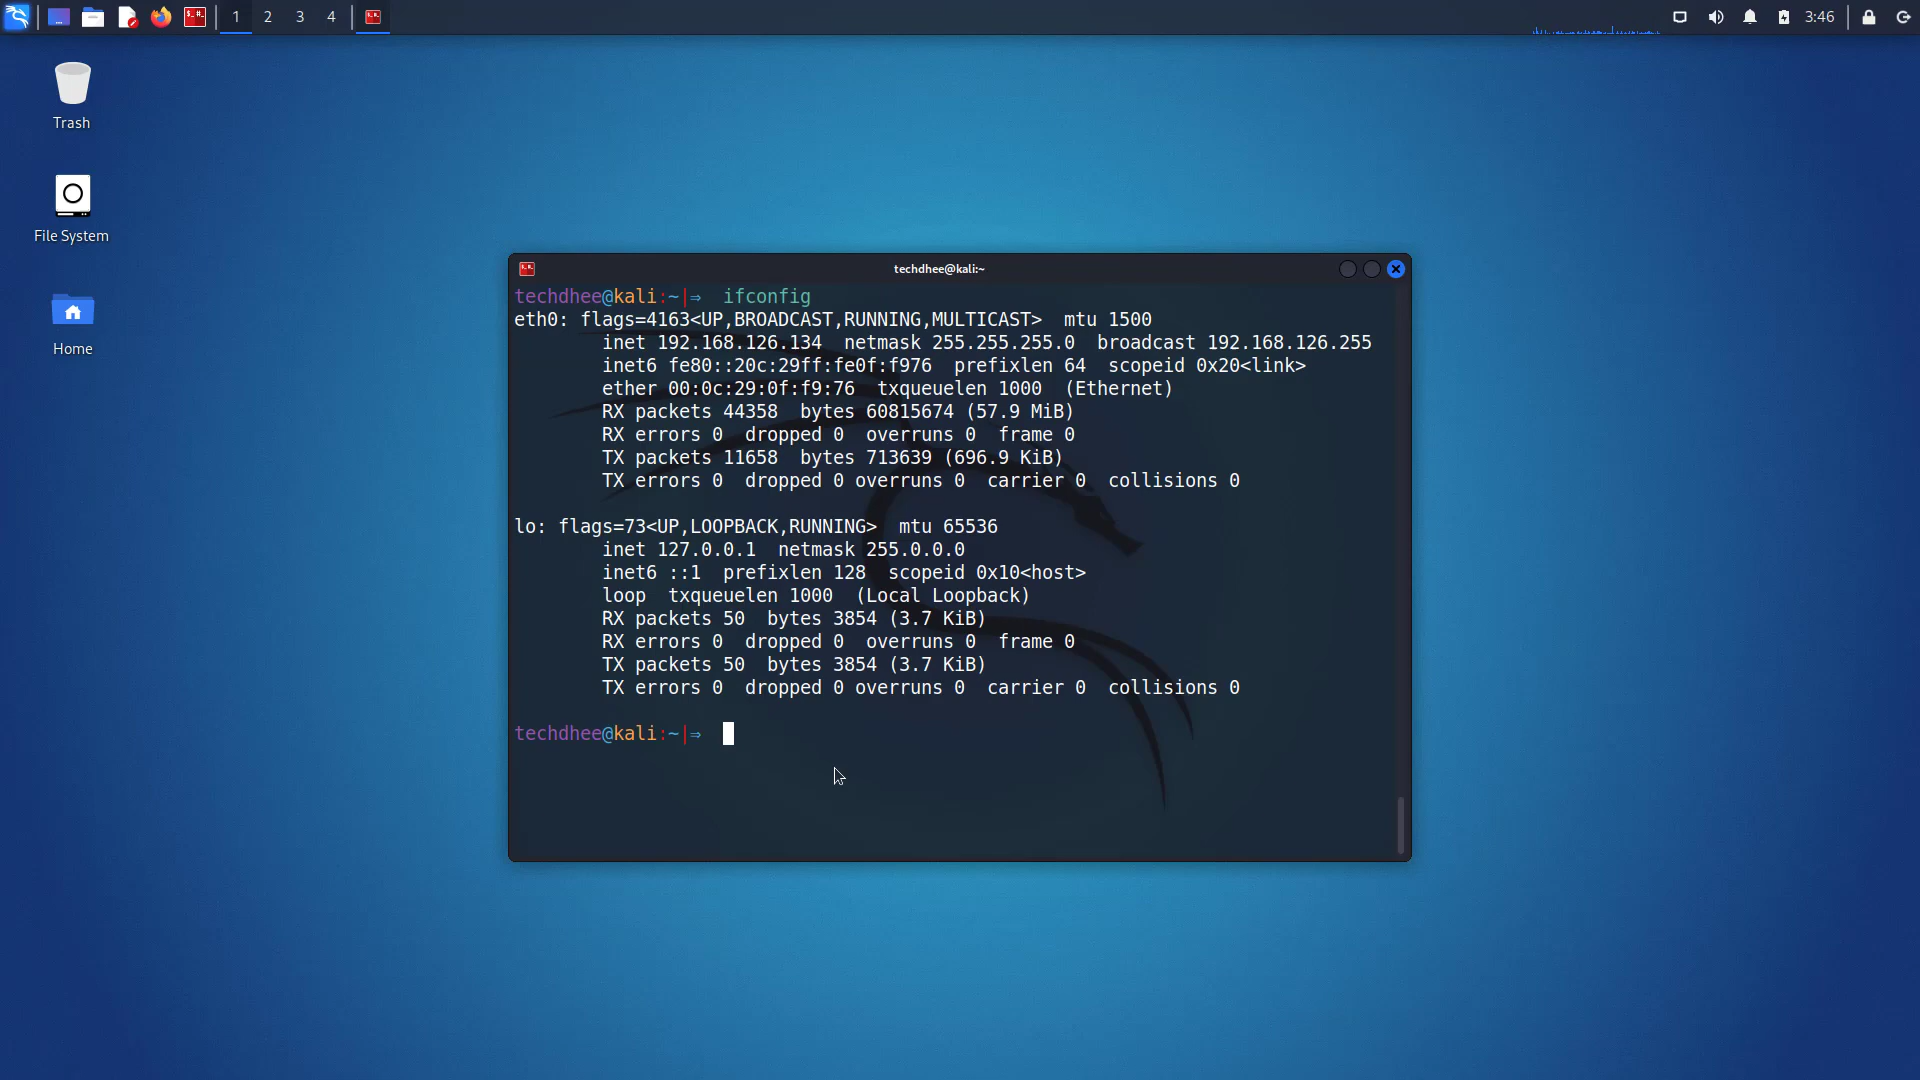 1 2 3 4 3:46
Trash
File System
Home
techdhee@kali:~
techdhee@kali:~|⇒  ifconfig
eth0: flags=4163<UP,BROADCAST,RUNNING,MULTICAST>  mtu 1500
        inet 192.168.126.134  netmask 255.255.255.0  broadcast 192.168.126.255
        inet6 fe80::20c:29ff:fe0f:f976  prefixlen 64  scopeid 0x20<link>
        ether 00:0c:29:0f:f9:76  txqueuelen 1000  (Ethernet)
        RX packets 44358  bytes 60815674 (57.9 MiB)
        RX errors 0  dropped 0  overruns 0  frame 0
        TX packets 11658  bytes 713639 (696.9 KiB)
        TX errors 0  dropped 0 overruns 0  carrier 0  collisions 0
lo: flags=73<UP,LOOPBACK,RUNNING>  mtu 65536
        inet 127.0.0.1  netmask 255.0.0.0
        inet6 ::1  prefixlen 128  scopeid 0x10<host>
        loop  txqueuelen 1000  (Local Loopback)
        RX packets 50  bytes 3854 (3.7 KiB)
        RX errors 0  dropped 0  overruns 0  frame 0
        TX packets 50  bytes 3854 (3.7 KiB)
        TX errors 0  dropped 0 overruns 0  carrier 0  collisions 0
techdhee@kali:~|⇒